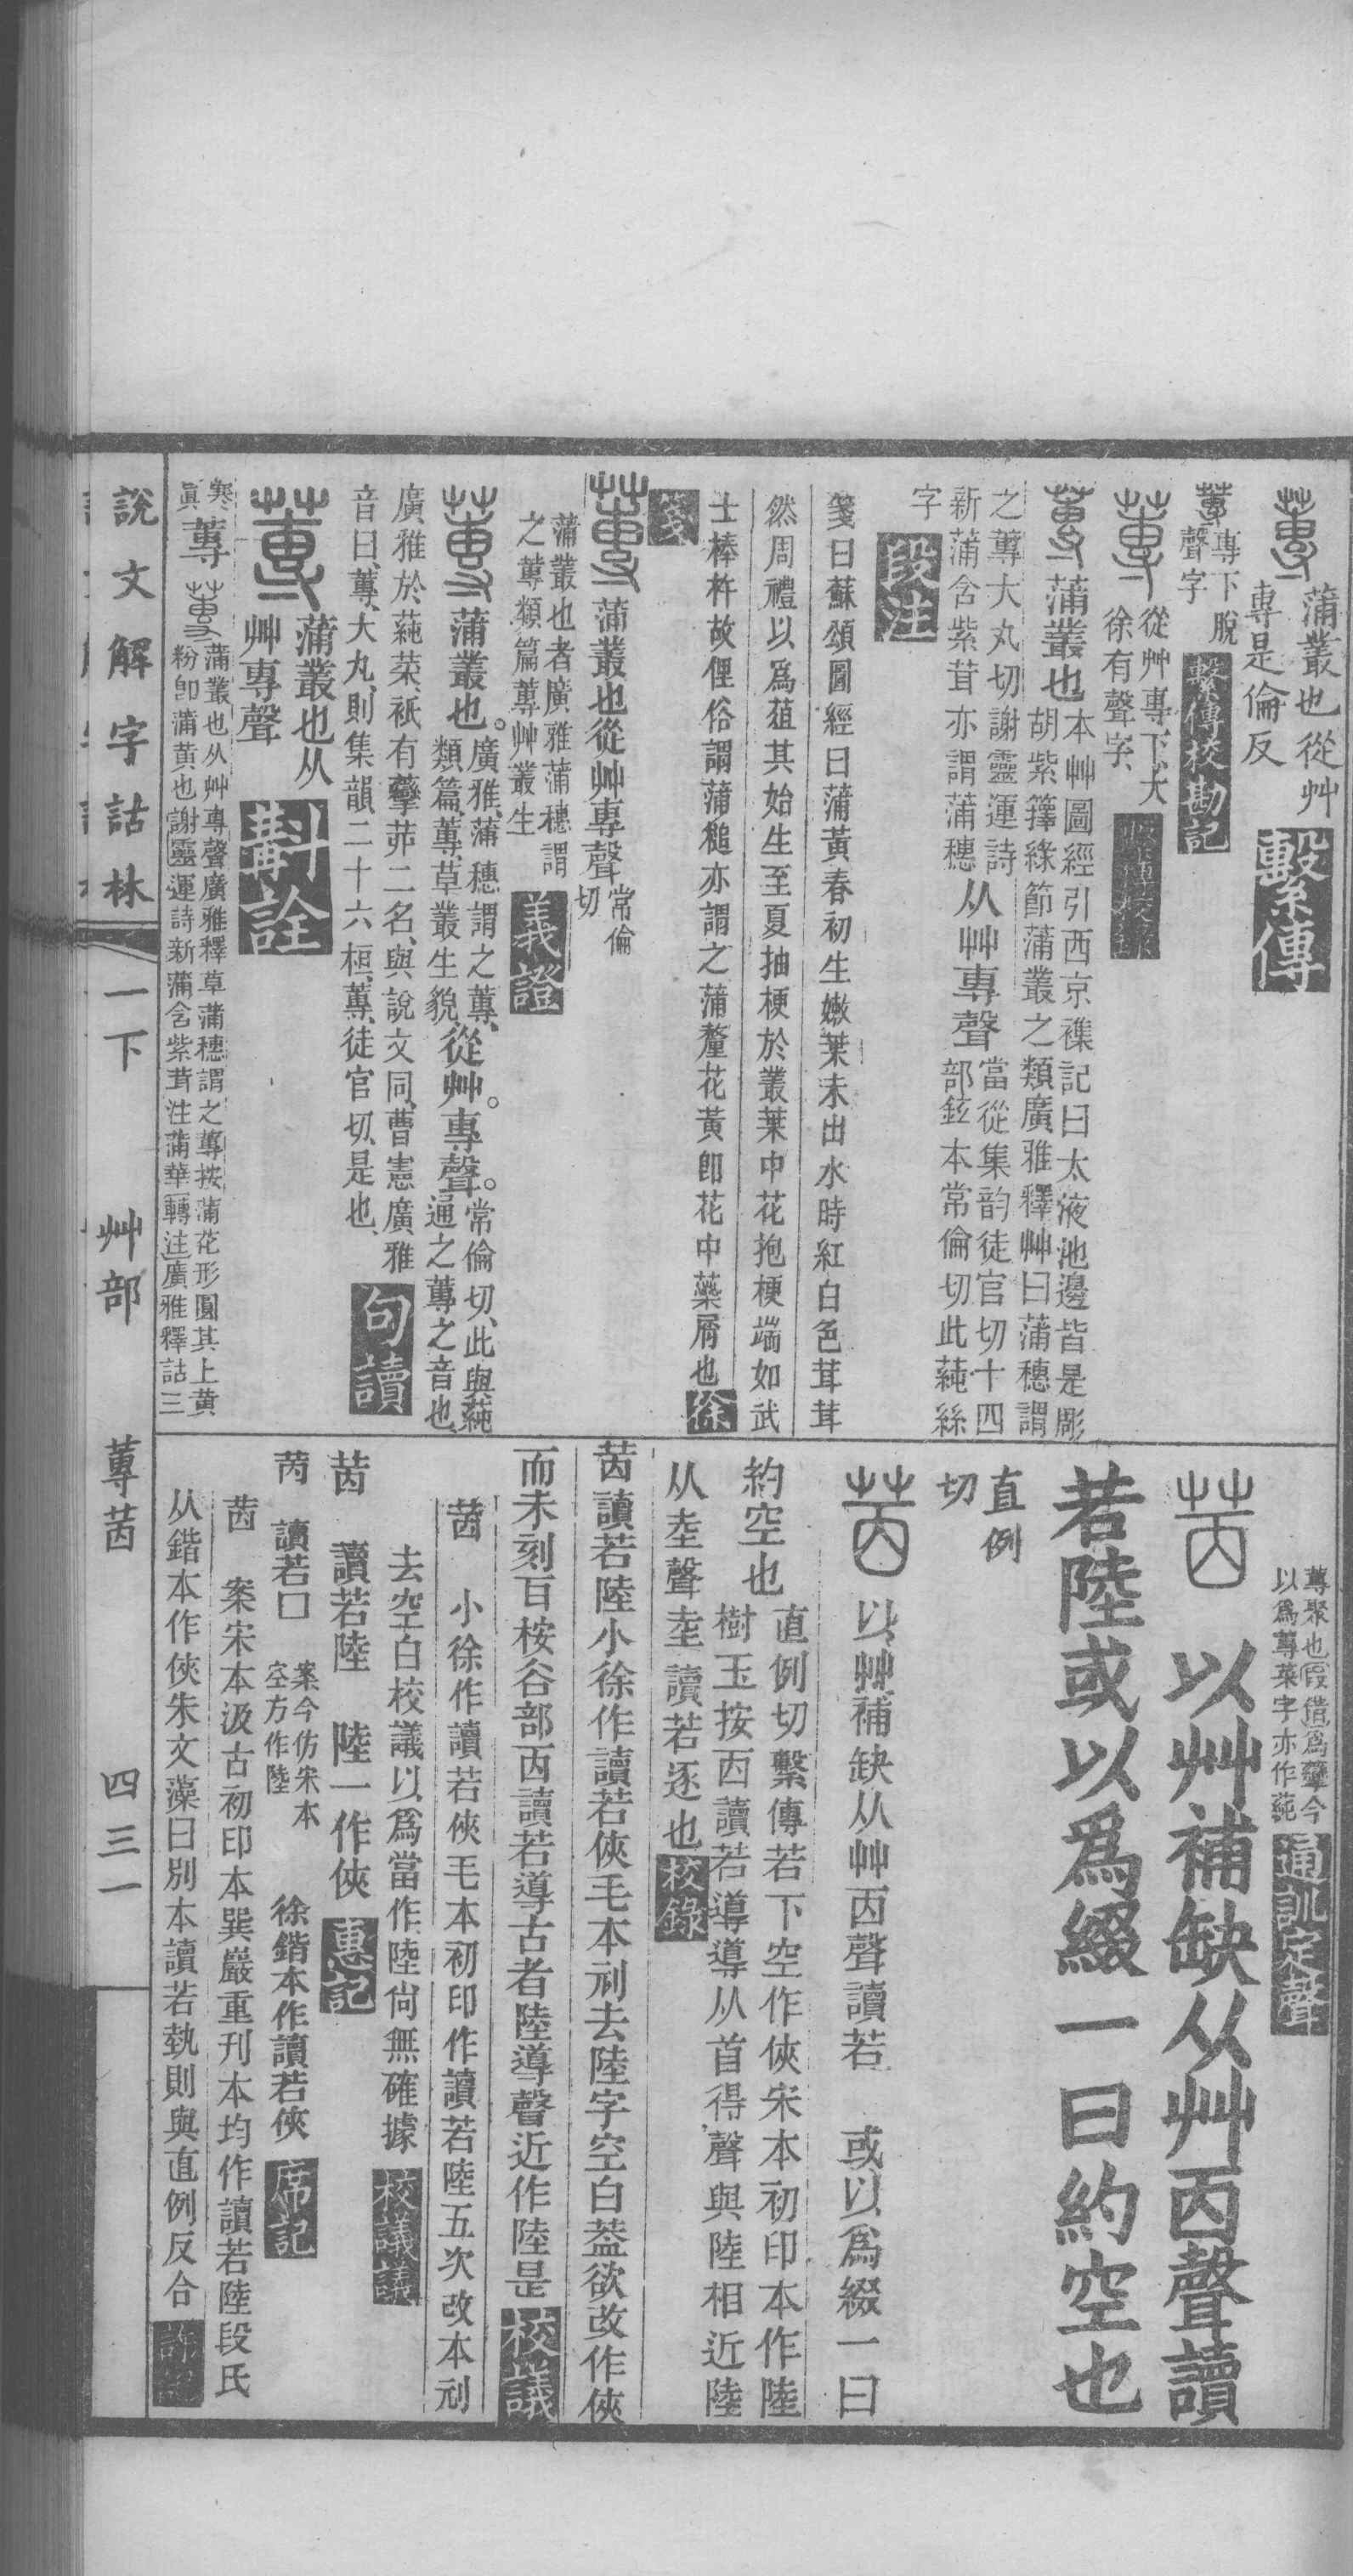 蓴 蒲叢也從艸
專是倫反 繫傳
蓴 專下脫
聲字 繫傳校勘記
蓴 從艸專下大
徐有聲字
蓴 蒲叢也 本艸圖經引西京襍記曰太液池邊皆是彫
胡紫籜綠節蒲叢之類廣雅釋艸曰蒲穗謂
之蓴大丸切謝靈運詩
新蒲含紫茸亦謂蒲穗 从艸專聲 當從集韵徒官切十四
部鉉本常倫切此蒓絲
字 段注
箋曰蘇頌圖經曰蒲黃春初生嫩葉未出水時紅白色茸茸
然周禮以爲菹其始生至夏抽梗於叢葉中花抱梗端如武
士棒杵故俚俗謂蒲槌亦謂之蒲釐花黃卽花中蘂屑也 徐
箋
蓴 蒲叢也從艸專聲 常倫
切
蒲叢也者廣雅蒲穗謂
之蓴類篇蓴艸叢生 義證
蓴 蒲叢也。 廣雅、蒲穗謂之蓴、
類篇、蓴、草叢生貌、 從艸。專聲。 常倫切、此與蒓
通之蓴之音也
廣雅於蒓菜、祇有䕄茆二名、與說文同、曹憲廣雅
音曰、蓴、大丸、則集韻二十六桓、蓴、徒官切、是也、 句讀
蓴 蒲叢也从
艸專聲 斠詮
寒
眞 蓴 蓴 蒲叢也从艸專聲廣雅釋草蒲穗謂之蓴按蒲花形圓其上黃
粉卽蒲黃也謝靈運詩新蒲含紫茸注蒲華轉注廣雅釋詁三
蓴聚也假借爲䕄今
以爲蓴菜字亦作蒓 通訓定聲
茵 以艸補缺从艸㐁聲讀
若陸或以爲綴一曰約空也
直例
切
茵 以艸補缺从艸㐁聲讀若 或以爲綴一曰
約空也 直例切繫傳若下空作俠宋本初印本作陸
樹玉按㐁讀若導導从首得聲與陸相近陸
从坴聲坴讀若逐也 校錄
茵讀若陸小徐作讀若俠毛本刓去陸字空白葢欲改作俠
而未刻百桉谷部㐁讀若導古者陸導聲近作陸是 校議
茵 小徐作讀若俠毛本初印作讀若陸五次改本刓
去空白校議以爲當作陸尙無確據 校議議
茵 讀若陸 陸一作俠 惠記
茵 讀若口 案今仿宋本
空方作陸 徐鍇本作讀若俠 席記
茵 案宋本汲古初印本巽巖重刊本均作讀若陸段氏
从鍇本作俠朱文藻曰別本讀若執則與直例反合
說文解字詁林 一下 艸部 蓴茵 四三一